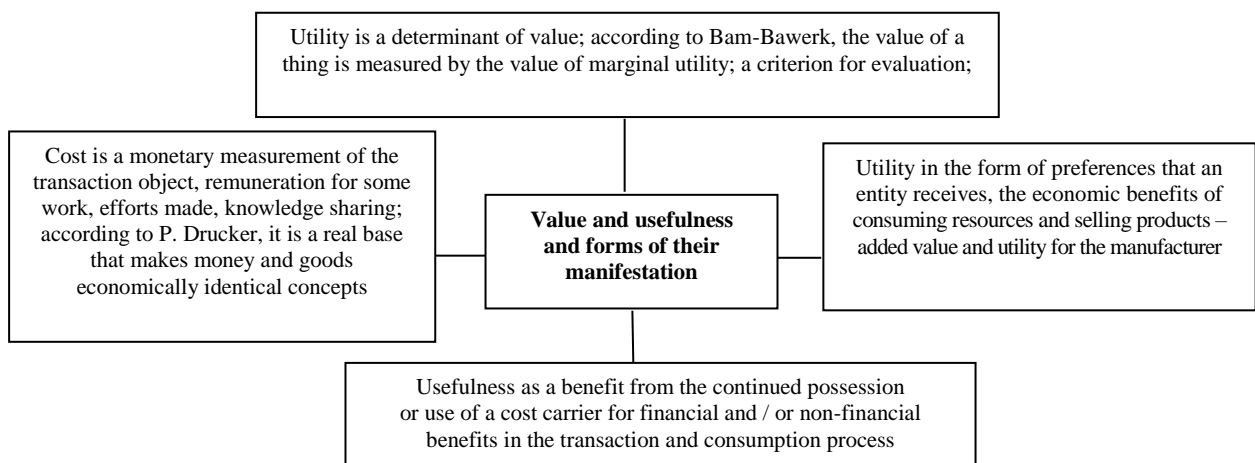 Utility is a determinant of value; according to Bam-Bawerk, the value of a
thing is measured by the value of marginal utility; a criterion for evaluation;
Cost is a monetary measurement of the
transaction object, remuneration for some
work, efforts made, knowledge sharing;
according to P. Drucker, it is a real base
that makes money and goods
economically identical concepts
Value and usefulness
and forms of their
manifestation
Utility in the form of preferences that an
entity receives, the economic benefits of
consuming resources and selling products –
added value and utility for the manufacturer
Usefulness as a benefit from the continued possession
or use of a cost carrier for financial and / or non-financial
benefits in the transaction and consumption process